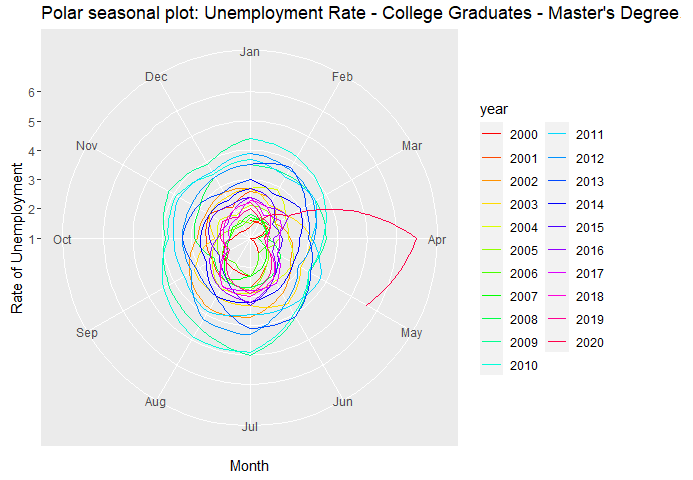 Polar seasonal plot: Unemployment Rate - College Graduates - Master's Degree
Jan
Feb
Mar
Apr
May
Jun
Jul
Aug
Sep
Oct
Nov
Dec
6
5
4
3
2
1
Rate of Unemployment
Month
year
2000
2001
2002
2003
2004
2005
2006
2007
2008
2009
2010
2011
2012
2013
2014
2015
2016
2017
2018
2019
2020